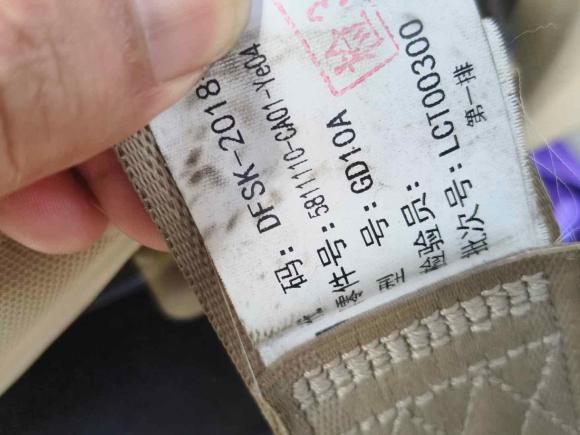 码：DFSK-2018
零件号：5811110-CA01-Ye04
型 号：GD10A
检验员：
批次号：LCT00300
第一排